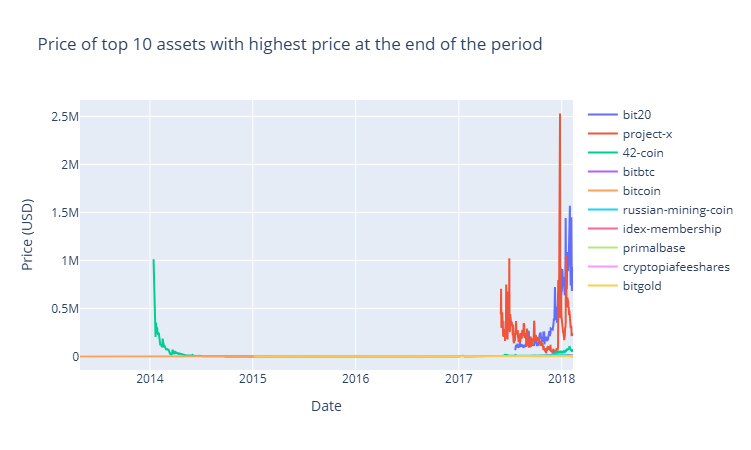 Price of top 10 assets with highest price at the end of the period
2.5M
2M
1.5M
1M
0.5M
0
Price (USD)
2014
2015
2016
2017
2018
Date
bit20
project-x
42-coin
bitbtc
bitcoin
russian-mining-coin
idex-membership
primalbase
cryptopiafeeshares
bitgold